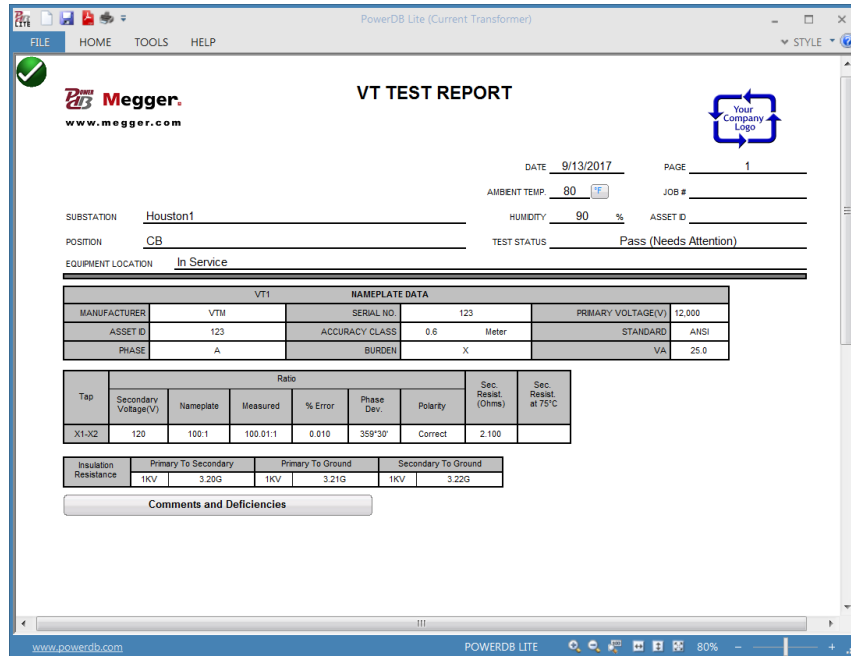 PowerDB Lite (Current Transformer)
FILE HOME TOOLS HELP STYLE
POWER DB Megger.
www.megger.com
VT TEST REPORT
Your Company Logo
DATE 9/13/2017 PAGE 1
AMBIENT TEMP. 80 °F JOB #
SUBSTATION Houston1 HUMIDITY 90 % ASSET ID
POSITION CB TEST STATUS Pass (Needs Attention)
EQUIPMENT LOCATION In Service
VT1 NAMEPLATE DATA
MANUFACTURER VTM SERIAL NO. 123 PRIMARY VOLTAGE(V) 12,000
ASSET ID 123 ACCURACY CLASS 0.6 Meter STANDARD ANSI
PHASE A BURDEN X VA 25.0
Tap Ratio Sec. Resist. (Ohms) Sec. Resist. at 75°C
Secondary Voltage(V) Nameplate Measured % Error Phase Dev. Polarity
X1-X2 120 100:1 100.01:1 0.010 359°30' Correct 2.100
Insulation Resistance Primary To Secondary Primary To Ground Secondary To Ground
1KV 3.20G 1KV 3.21G 1KV 3.22G
Comments and Deficiencies
www.powerdb.com POWERDB LITE 80%